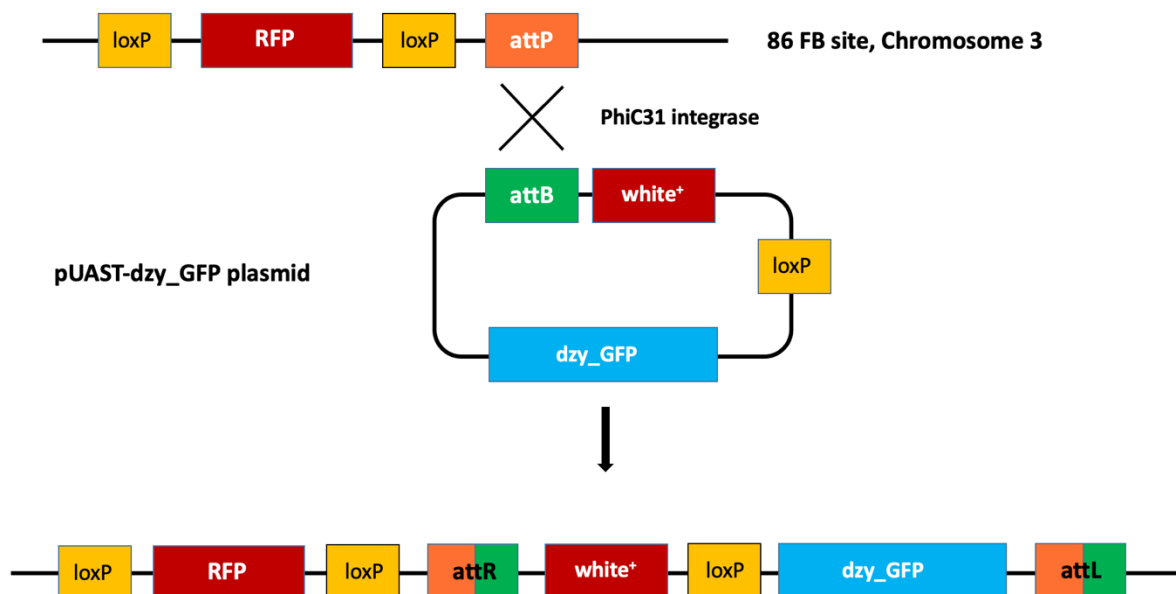 loxP RFP loxP attP 86 FB site, Chromosome 3
PhiC31 integrase
attB white⁺
pUAST-dzy_GFP plasmid loxP
dzy_GFP
loxP RFP loxP attR white⁺ loxP dzy_GFP attL